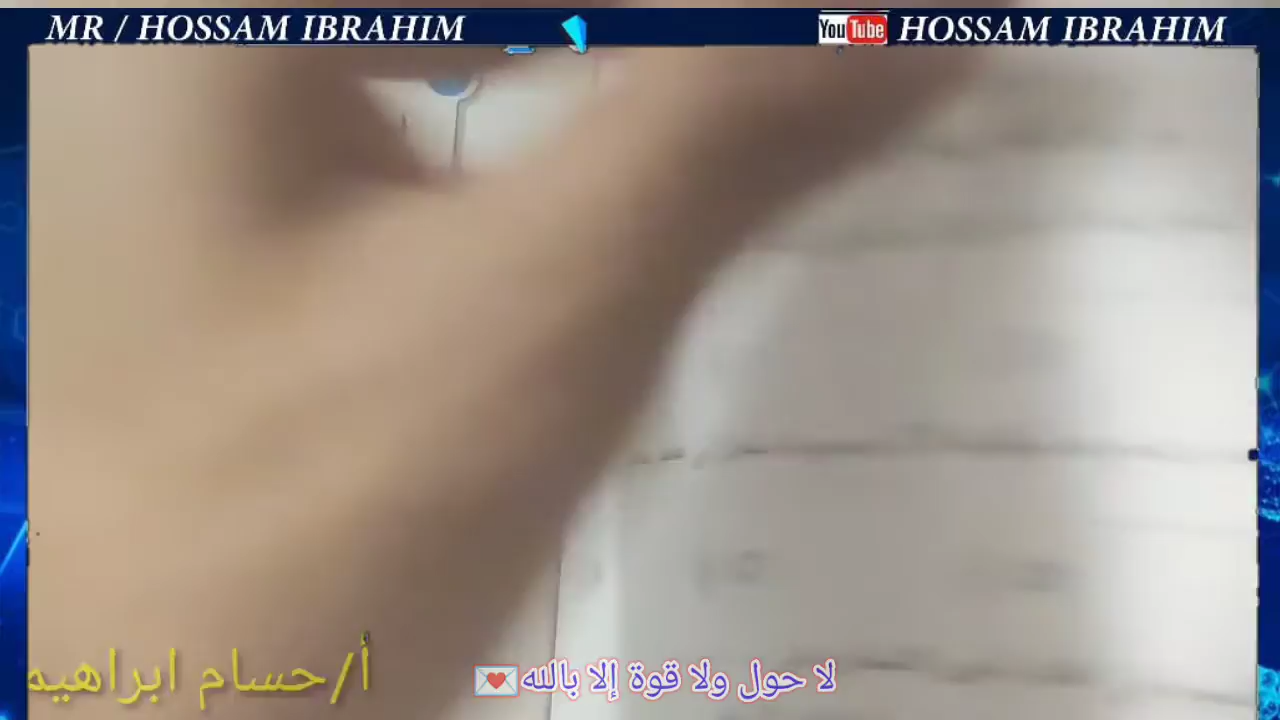 MR / HOSSAM IBRAHIM
YouTube HOSSAM IBRAHIM
أ/حسام ابراهيم
لا حول ولا قوة إلا بالله